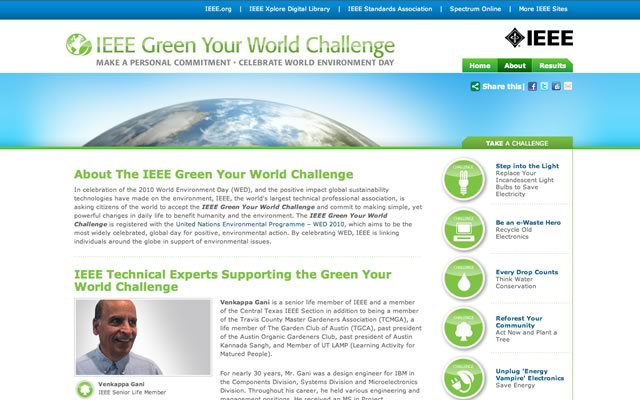 IEEE.org | IEEE Xplore Digital Library | IEEE Standards Association | Spectrum Online | More IEEE Sites
IEEE Green Your World Challenge
MAKE A PERSONAL COMMITMENT • CELEBRATE WORLD ENVIRONMENT DAY
IEEE
Home About Results
Share this|
TAKE A CHALLENGE
About The IEEE Green Your World Challenge
In celebration of the 2010 World Environment Day (WED), and the positive impact global sustainability
technologies have made on the environment, IEEE, the world's largest technical professional association, is
asking citizens of the world to accept the IEEE Green Your World Challenge and commit to making simple, yet
powerful changes in daily life to benefit humanity and the environment. The IEEE Green Your World
Challenge is registered with the United Nations Environmental Programme – WED 2010, which aims to be the
most widely celebrated, global day for positive, environmental action. By celebrating WED, IEEE is linking
individuals around the globe in support of environmental issues.
IEEE Technical Experts Supporting the Green Your
World Challenge
Venkappa Gani is a senior life member of IEEE and a member
of the Central Texas IEEE Section in addition to being a member
of the Travis County Master Gardeners Association (TCMGA), a
life member of The Garden Club of Austin (TGCA), past president
of the Austin Organic Gardeners Club, past president of Austin
Kannada Sangh, and Member of UT LAMP (Learning Activity for
Matured People).
For nearly 30 years, Mr. Gani was a design engineer for IBM in
the Components Division, Systems Division and Microelectronics
Division. Throughout his career, he held various engineering and
management positions. He received an MS in Project
Venkappa Gani
IEEE Senior Life Member
CHALLENGE
Step into the Light
Replace Your
Incandescent Light
Bulbs to Save
Electricity
CHALLENGE
Be an e-Waste Hero
Recycle Old
Electronics
CHALLENGE
Every Drop Counts
Think Water
Conservation
CHALLENGE
Reforest Your
Community
Act Now and Plant a
Tree
CHALLENGE
Unplug 'Energy
Vampire' Electronics
Save Energy